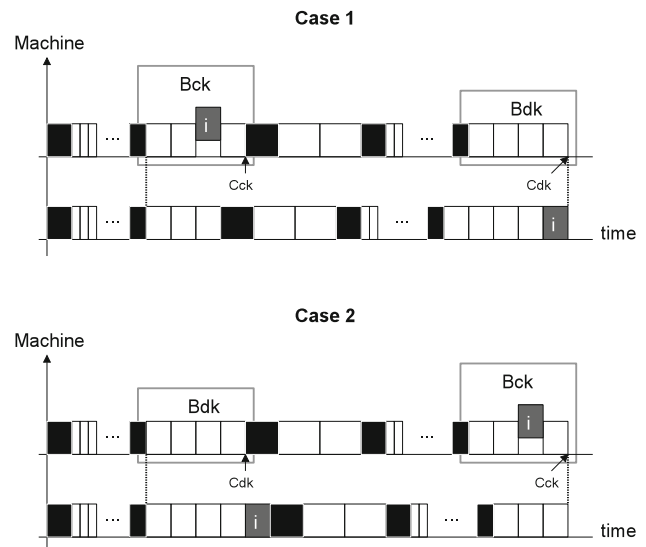 Case 1
Machine
Bck
Bdk
i
... ...
Cck
Cdk
... ...
i
time
Case 2
Machine
Bck
Bdk
i
... ...
Cdk
Cck
... ...
i
time